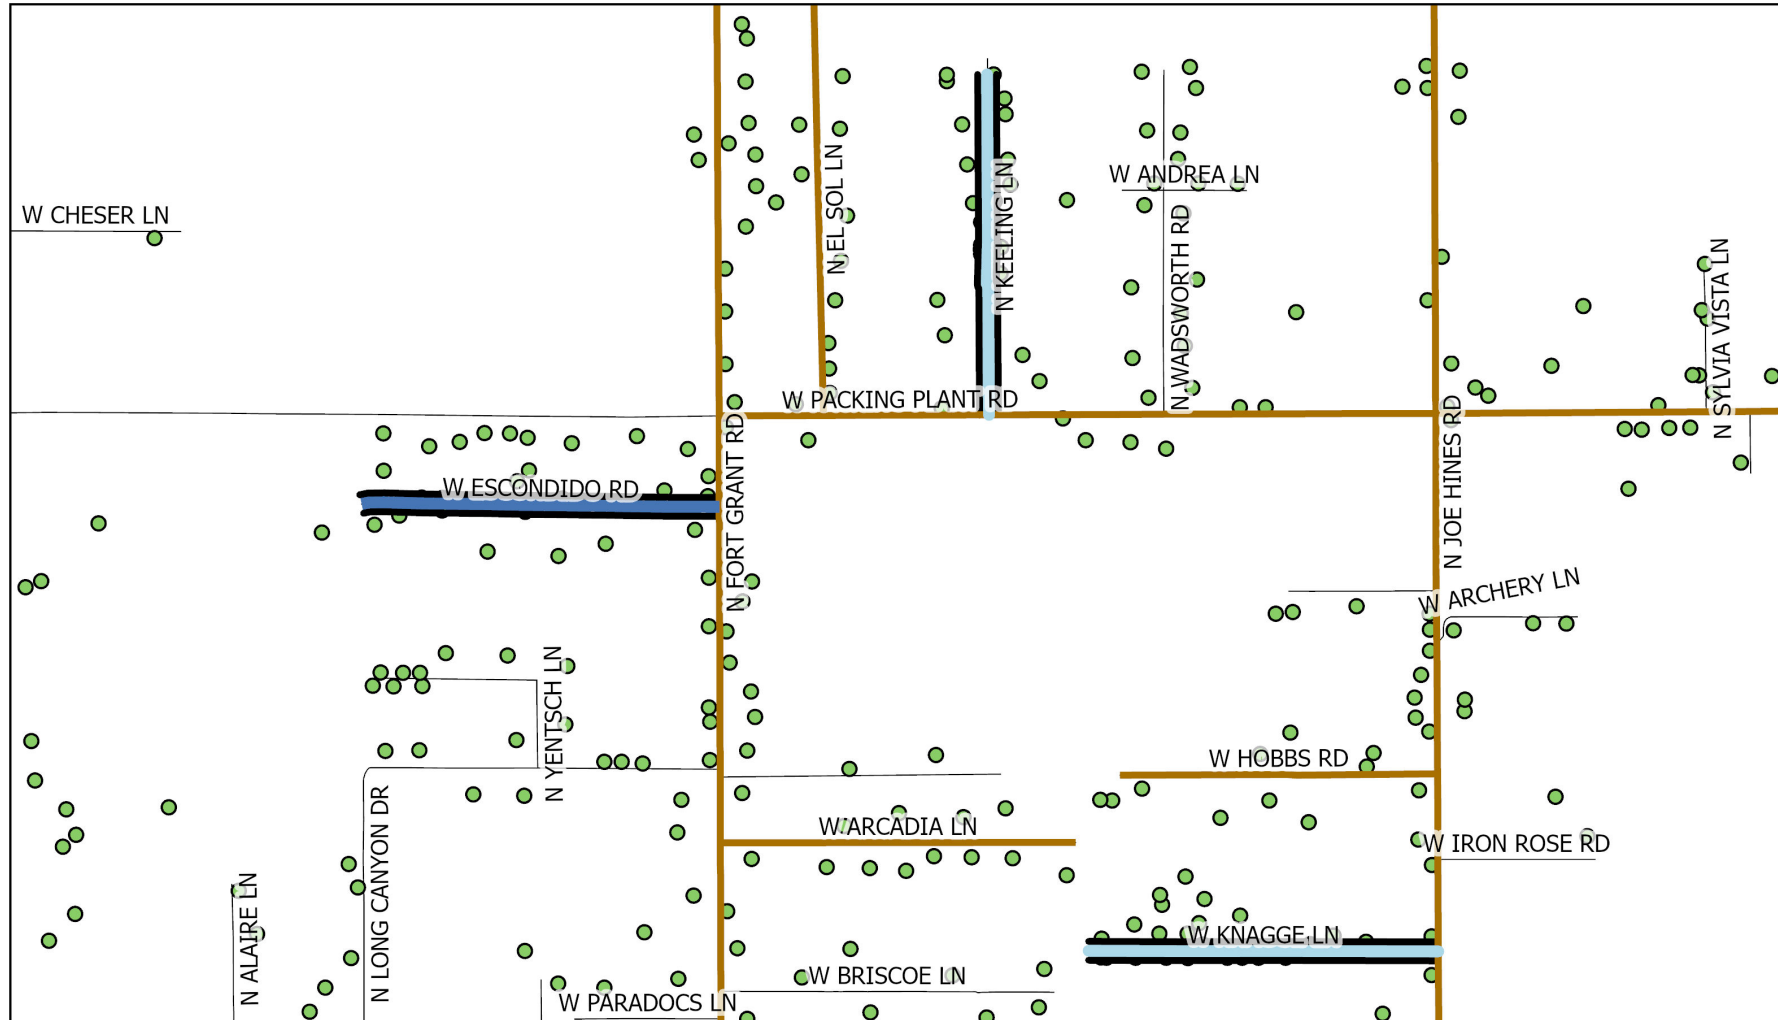 W CHESER LN
N EL SOL LN
N KEELING LN
W ANDREA LN
N WADSWORTH RD
N SYLVIA VISTA LN
W PACKING PLANT RD
N FORT GRANT RD
N JOE HINES RD
W ESCONDIDO RD
W ARCHERY LN
N YENTSCH LN
W HOBBS RD
N LONG CANYON DR
W ARCADIA LN
W IRON ROSE RD
N ALAIRE LN
W KNAGGE LN
W BRISCOE LN
W PARADOCS LN